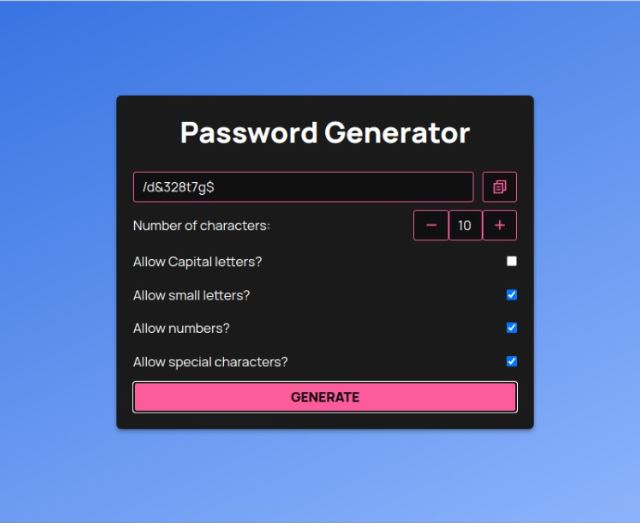 Password Generator
/d&328t7g$
Number of characters: 10
Allow Capital letters?
Allow small letters?
Allow numbers?
Allow special characters?
GENERATE